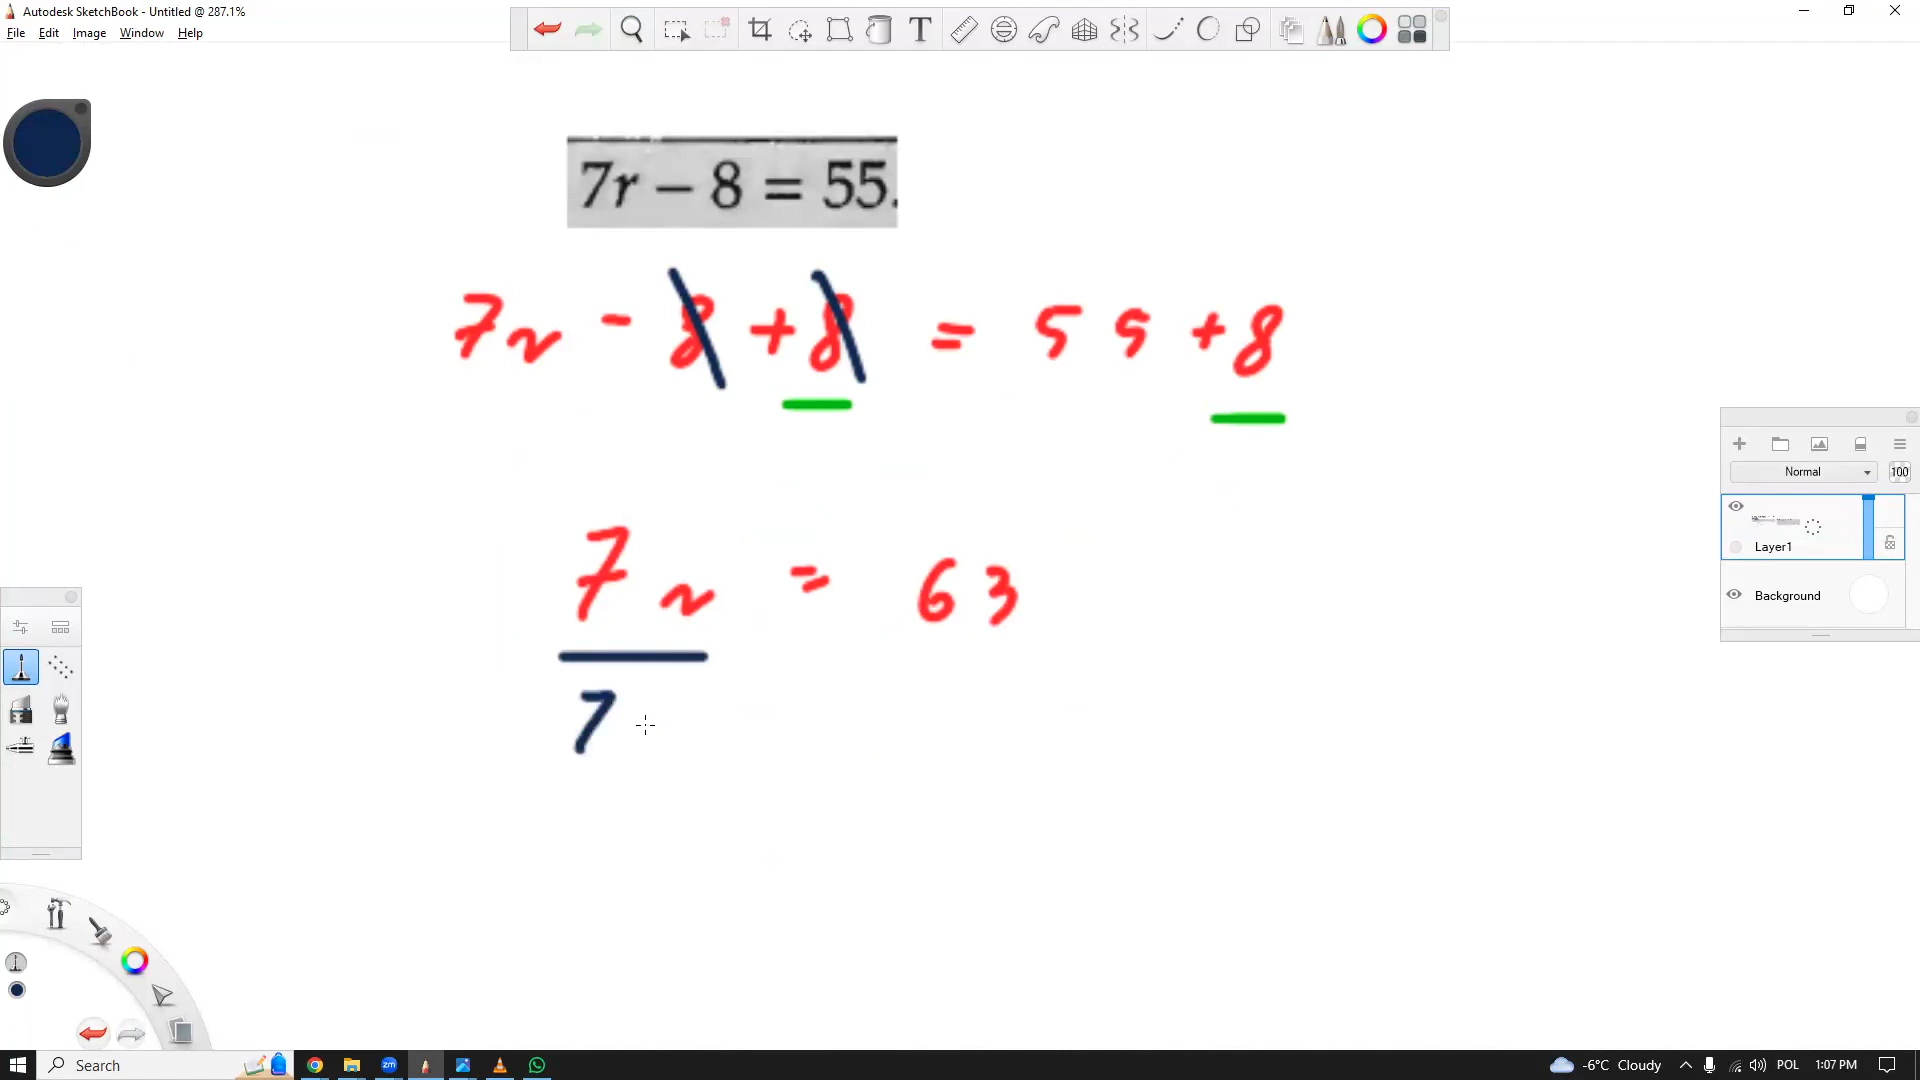 Autodesk SketchBook - Untitled @ 287.1%
File Edit Image Window Help
T
7r − 8 = 55.
7r - 8 + 8 = 55 + 8
7r = 63
7
Normal 100
Layer1
Background
Search
zm
-6°C Cloudy
POL
1:07 PM